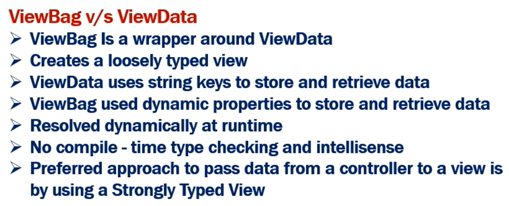 ViewBag v/s ViewData
➢ ViewBag Is a wrapper around ViewData
➢ Creates a loosely typed view
➢ ViewData uses string keys to store and retrieve data
➢ ViewBag used dynamic properties to store and retrieve data
➢ Resolved dynamically at runtime
➢ No compile - time type checking and intellisense
➢ Preferred approach to pass data from a controller to a view is
by using a Strongly Typed View